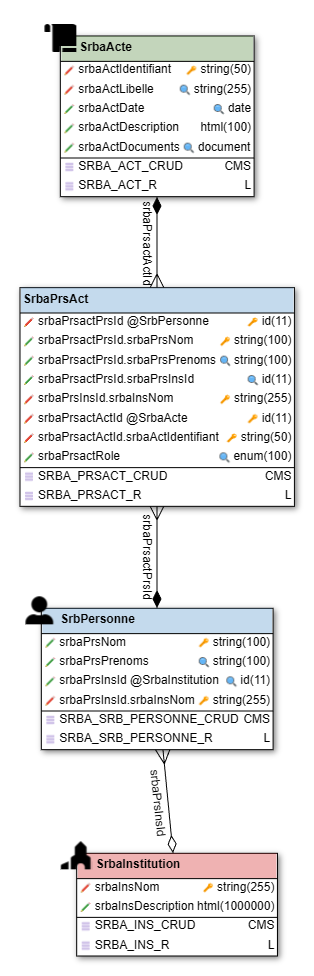 SrbaActe
srbaActIdentifiant string(50)
srbaActLibelle string(255)
srbaActDate date
srbaActDescription html(100)
srbaActDocuments document
SRBA_ACT_CRUD CMS
SRBA_ACT_R L
srbaPrsactActId
SrbaPrsAct
srbaPrsactPrsId @SrbPersonne id(11)
srbaPrsactPrsId.srbaPrsNom string(100)
srbaPrsactPrsId.srbaPrsPrenoms string(100)
srbaPrsactPrsId.srbaPrsInsId id(11)
srbaPrsInsId.srbaInsNom string(255)
srbaPrsactActId @SrbaActe id(11)
srbaPrsactActId.srbaActIdentifiant string(50)
srbaPrsactRole enum(100)
SRBA_PRSACT_CRUD CMS
SRBA_PRSACT_R L
srbaPrsactPrsId
SrbPersonne
srbaPrsNom string(100)
srbaPrsPrenoms string(100)
srbaPrsInsId @SrbaInstitution id(11)
srbaPrsInsId.srbaInsNom string(255)
SRBA_SRB_PERSONNE_CRUD CMS
SRBA_SRB_PERSONNE_R L
srbaPrsInsId
SrbaInstitution
srbaInsNom string(255)
srbaInsDescription html(1000000)
SRBA_INS_CRUD CMS
SRBA_INS_R L